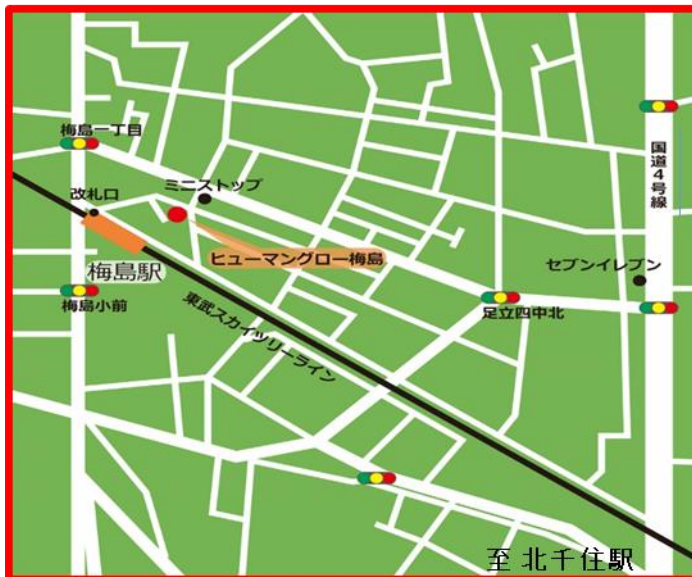 梅島一丁目
国道4号線
改札口
ミニストップ
ヒューマングロー梅島
梅島駅
セブンイレブン
梅島小前
東武スカイツリーライン
足立四中北
至 北千住駅